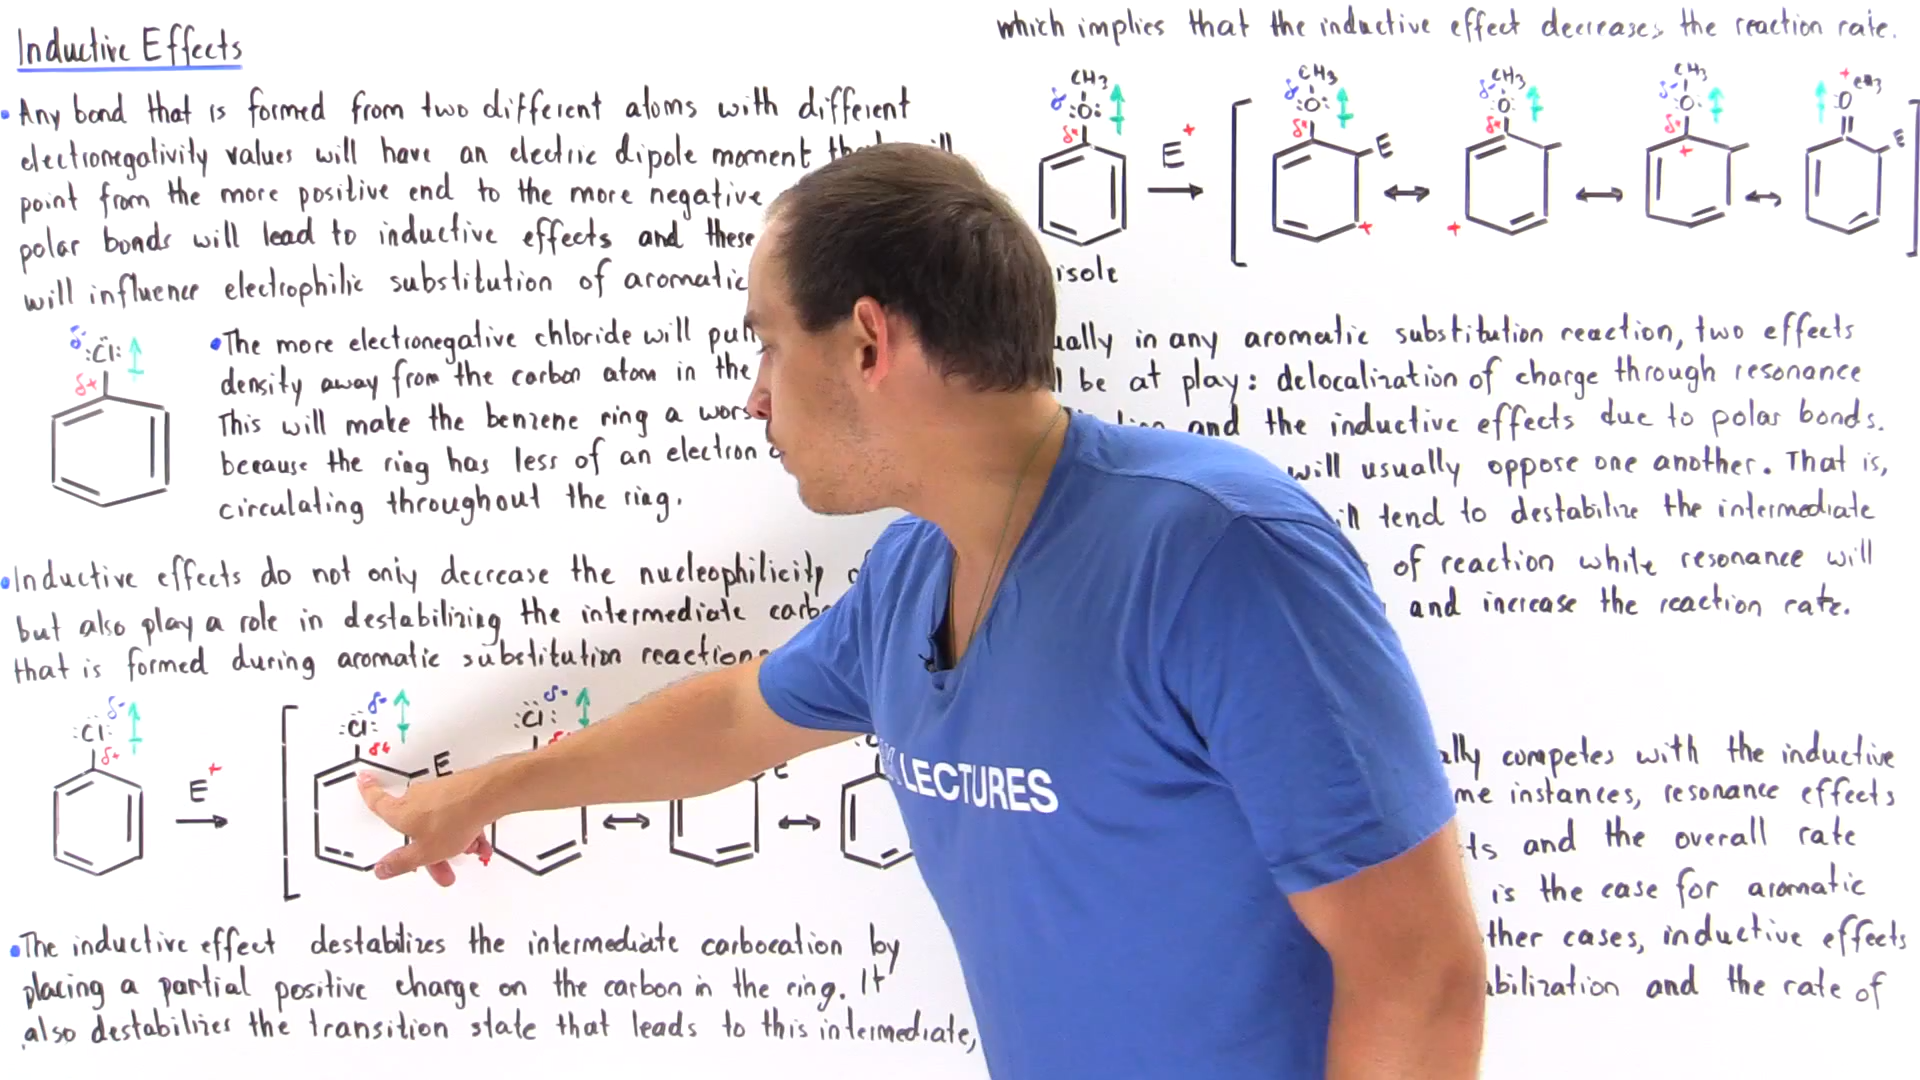 Inductive Effects
• Any bond that is formed from two different atoms with different
electronegativity values will have an electric dipole moment
point from the more positive end to the more negative
polar bonds will lead to inductive effects and these
will influence electrophilic substitution of aromatic
δ- :Cl:
δ+
• The more electronegative chloride will pull
density away from the carbon atom in the
This will make the benzene ring a
because the ring has less of an electron
circulating throughout the ring.
• Inductive effects do not only decrease the nucleophilicity
but also play a role in destabilizing the intermediate
that is formed during aromatic substitution reactions
δ- :Cl: δ+
E+
δ- :Cl: δ+ E
δ- :Cl:
E
• The inductive effect destabilizes the intermediate carbocation by
placing a partial positive charge on the carbon in the ring. It
also destabilizes the transition state that leads to this intermediate,
which implies that the inductive effect decreases the reaction rate.
CH3 δ- :O: δ+
E+
CH3 δ- :O: δ+ E +
CH3 δ- :O: δ+ +
CH3 δ- :O: δ+ +
+ CH3 :O E
in any aromatic substitution reaction, two effects
be at play: delocalization of charge through resonance
and the inductive effects due to polar bonds.
will usually oppose one another. That is,
tend to destabilize the intermediate
of reaction while resonance will
and increase the reaction rate.
competes with the inductive
instances, resonance effects
and the overall rate
is the case for aromatic
cases, inductive effects
and the rate of
LECTURES